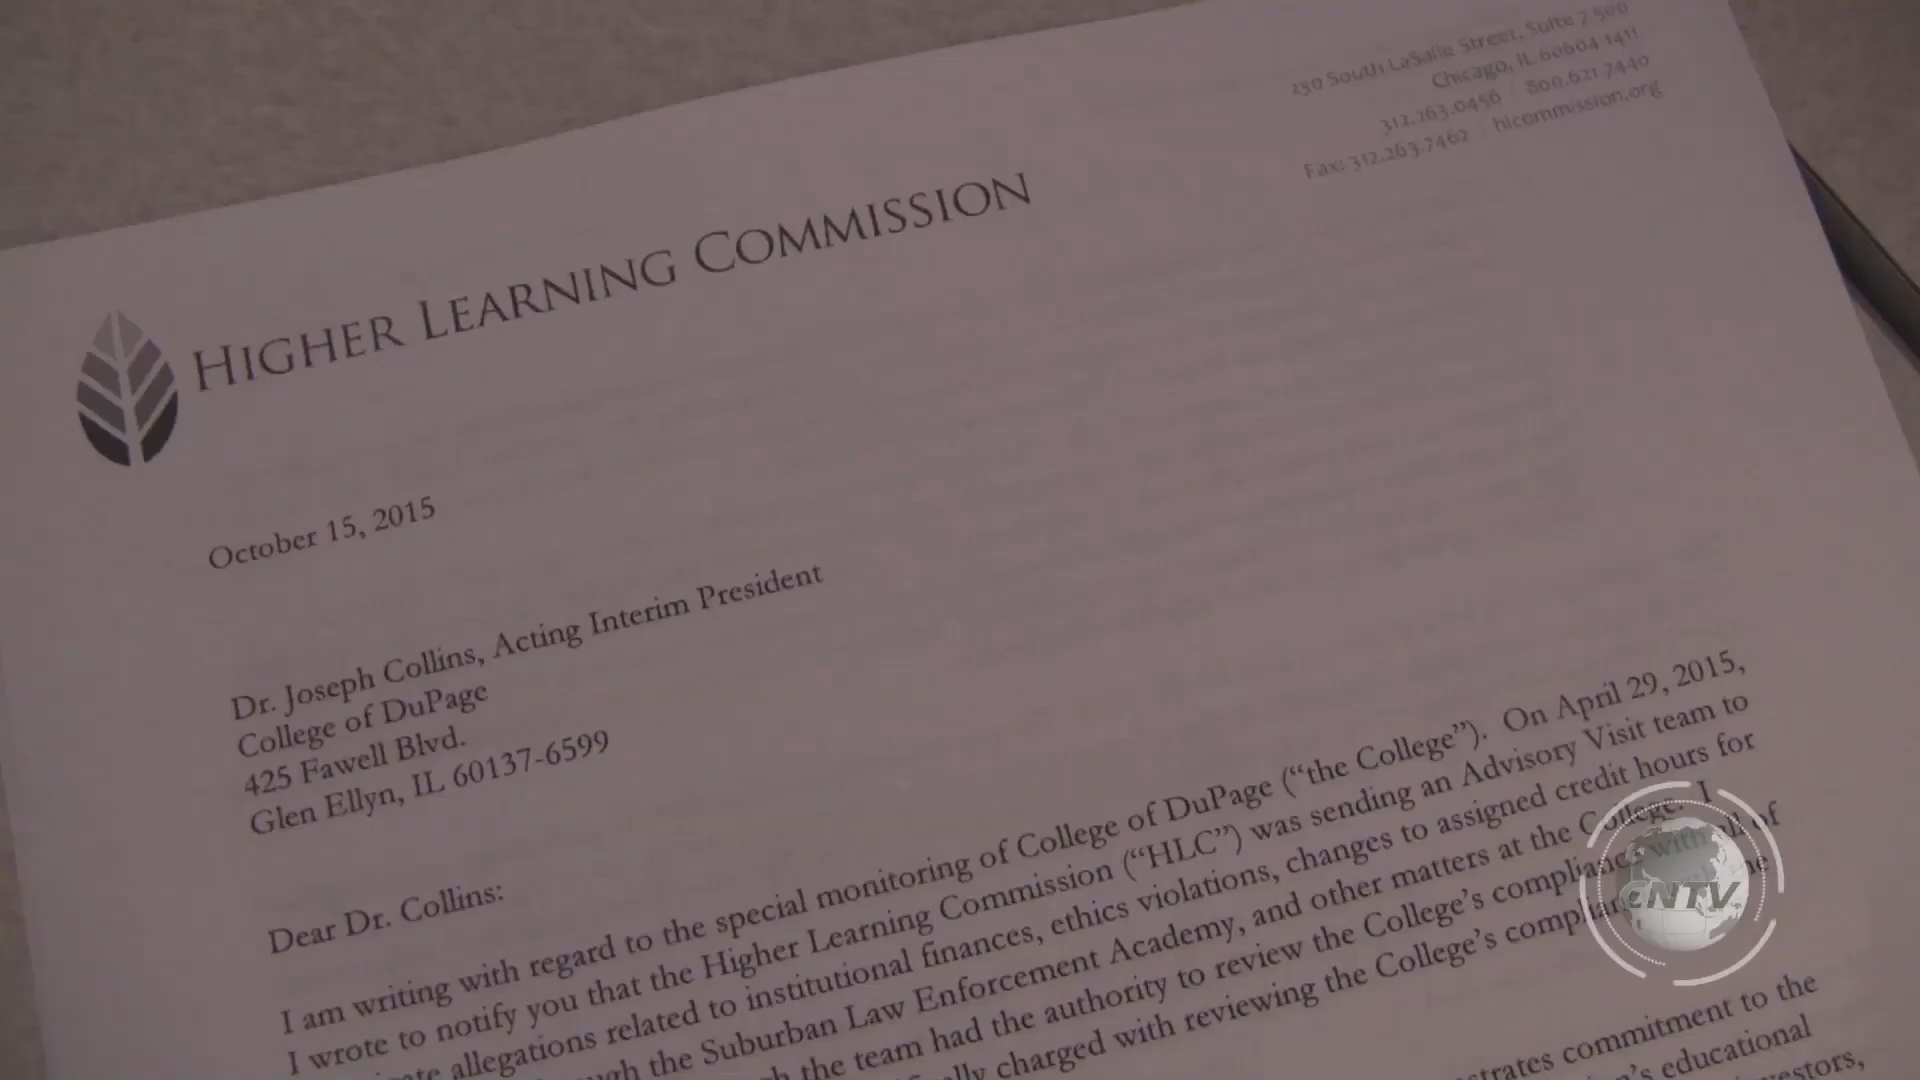 230 South LaSalle Street, Suite 7-500
Chicago, IL 60604-1411
312.263.0456 | 800.621.7440
Fax: 312.263.7462 | hlcommission.org
HIGHER LEARNING COMMISSION
October 15, 2015
Dr. Joseph Collins, Acting Interim President
College of DuPage
425 Fawell Blvd.
Glen Ellyn, IL 60137-6599
Dear Dr. Collins:
I am writing with regard to the special monitoring of College of DuPage (“the College”). On April 29, 2015,
I wrote to notify you that the Higher Learning Commission (“HLC”) was sending an Advisory Visit team to
allegations related to institutional finances, ethics violations, changes to assigned credit hours for
the Suburban Law Enforcement Academy, and other matters at the College. I
the team had the authority to review the College’s compliance with all of
charged with reviewing the College’s
commitment to the
educational
CNTV